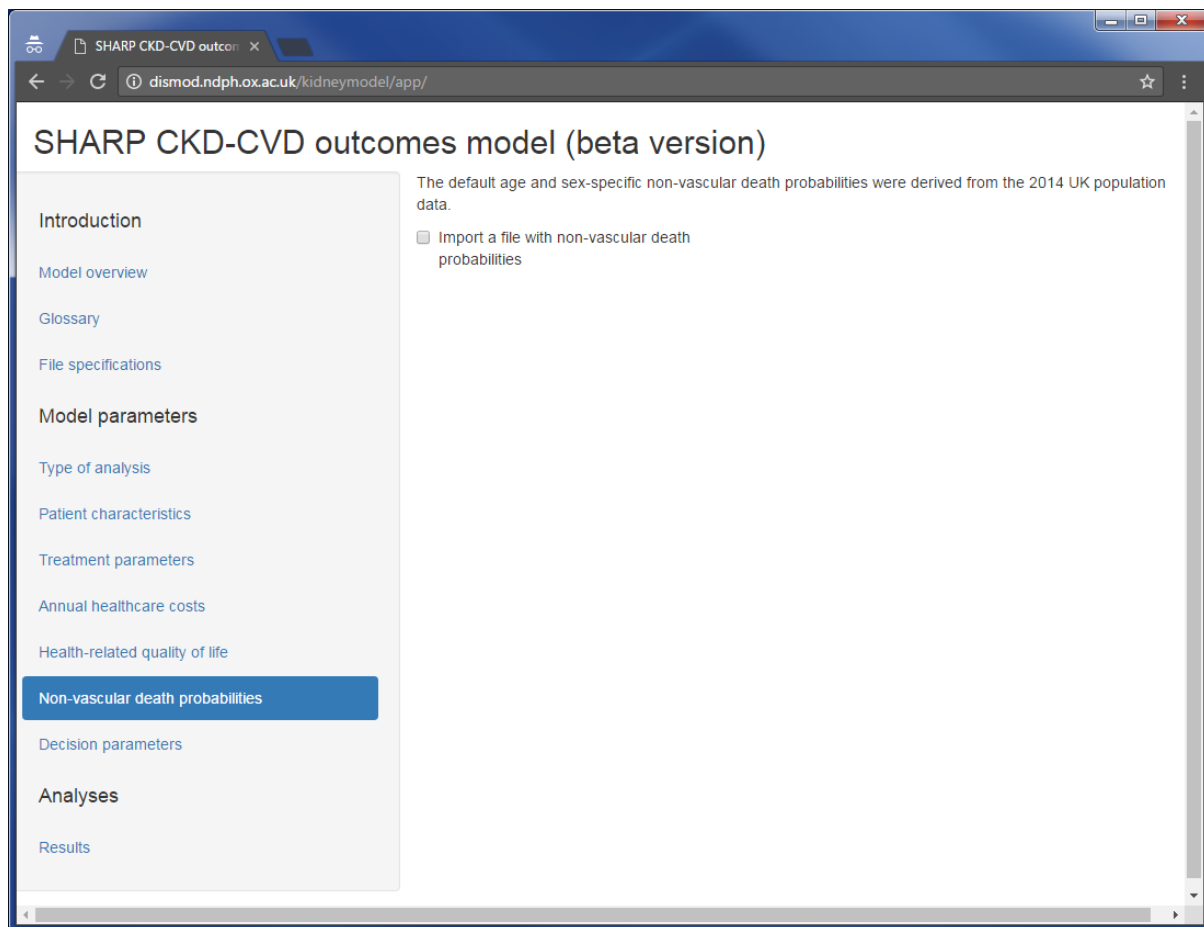 SHARP CKD-CVD outcon
dismod.ndph.ox.ac.uk/kidneymodel/app/
SHARP CKD-CVD outcomes model (beta version)
Introduction
Model overview
Glossary
File specifications
Model parameters
Type of analysis
Patient characteristics
Treatment parameters
Annual healthcare costs
Health-related quality of life
Non-vascular death probabilities
Decision parameters
Analyses
Results
The default age and sex-specific non-vascular death probabilities were derived from the 2014 UK population
data.
Import a file with non-vascular death
probabilities